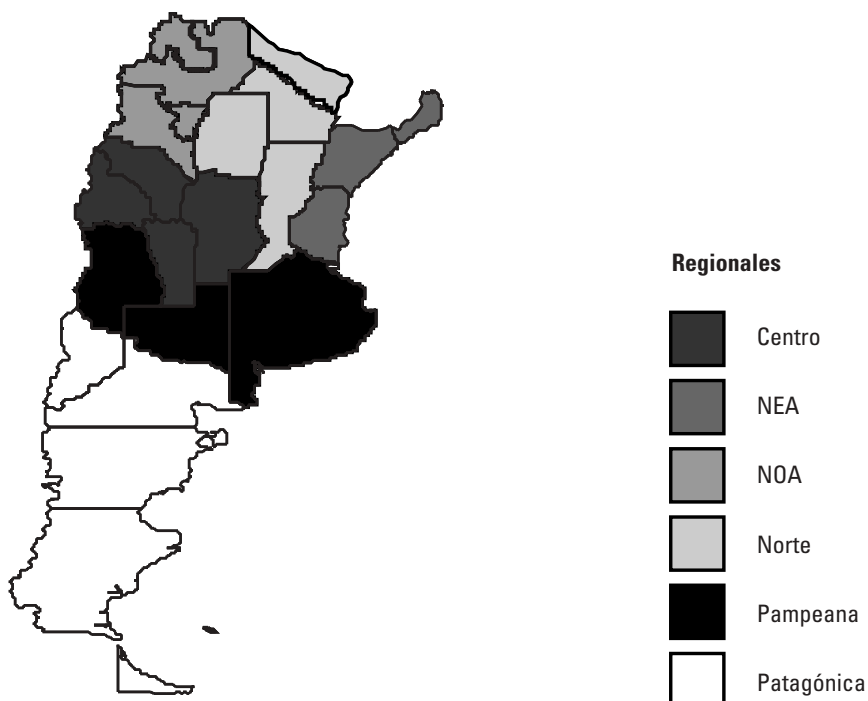 Regionales
Centro
NEA
NOA
Norte
Pampeana
Patagónica